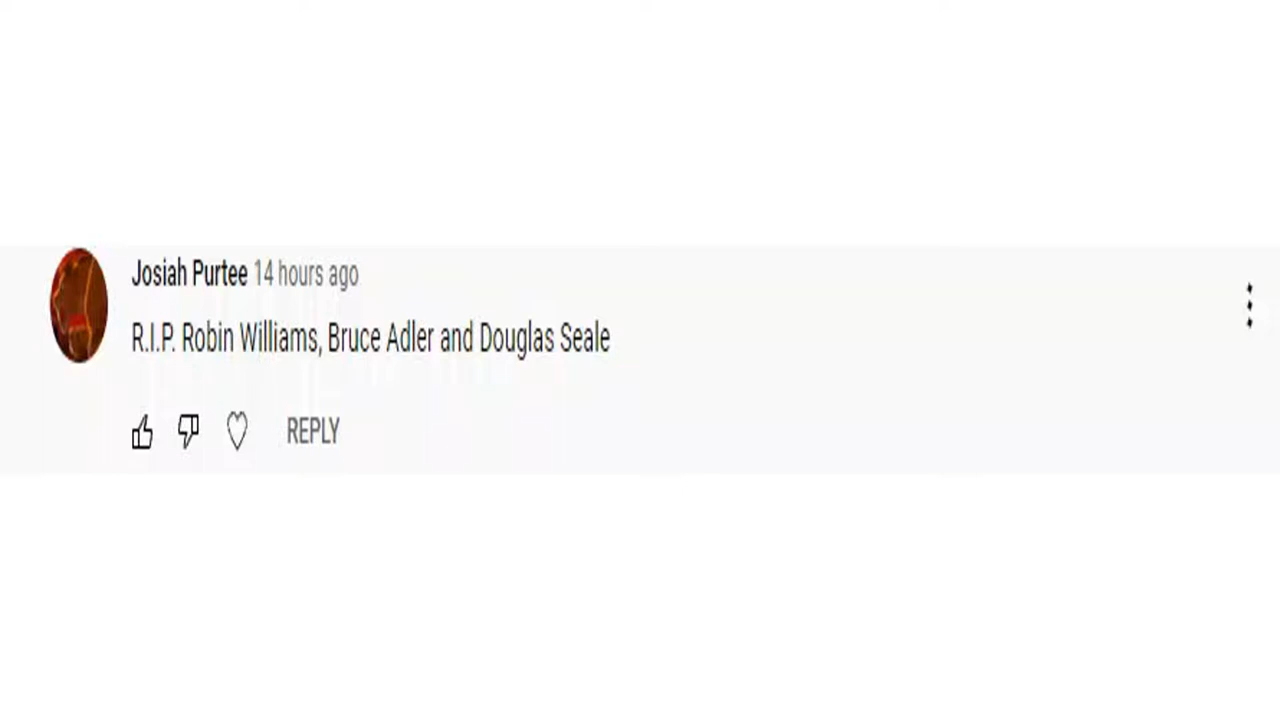 Josiah Purtee 14 hours ago
R.I.P. Robin Williams, Bruce Adler and Douglas Seale
REPLY